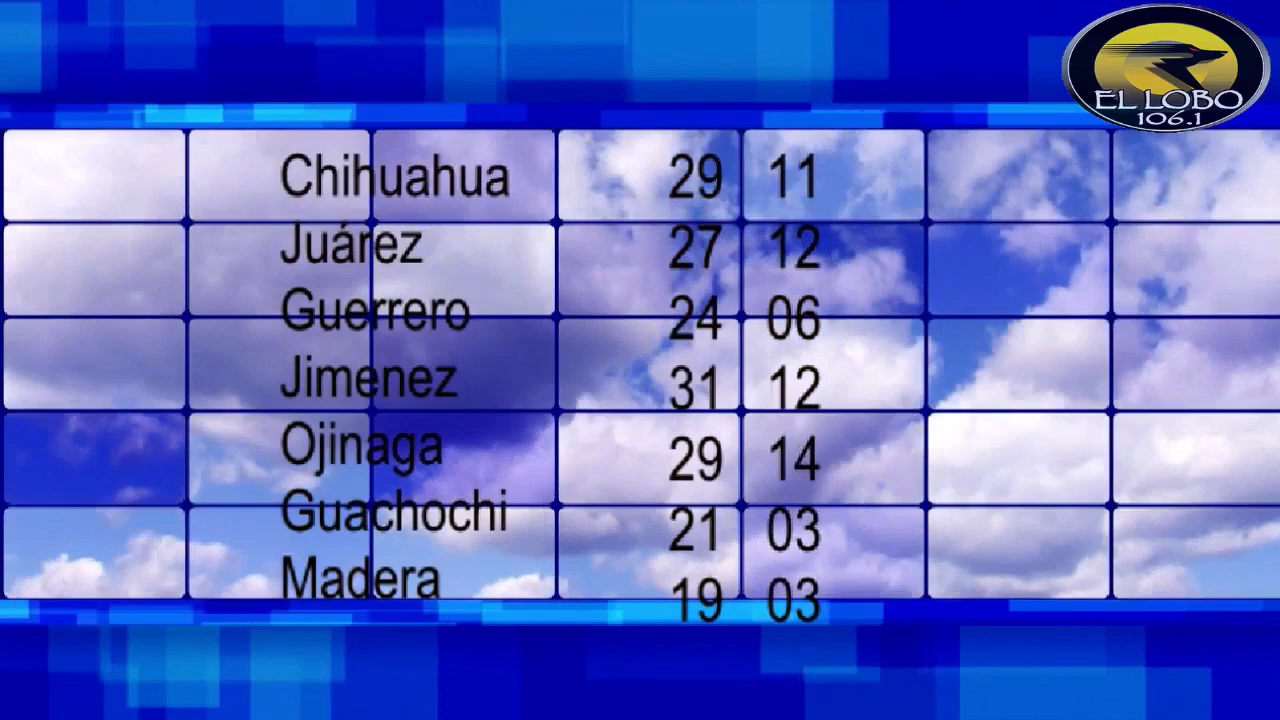 EL LOBO
106.1
Chihuahua 29 11
Juárez 27 12
Guerrero 24 06
Jimenez 31 12
Ojinaga 29 14
Guachochi 21 03
Madera 19 03